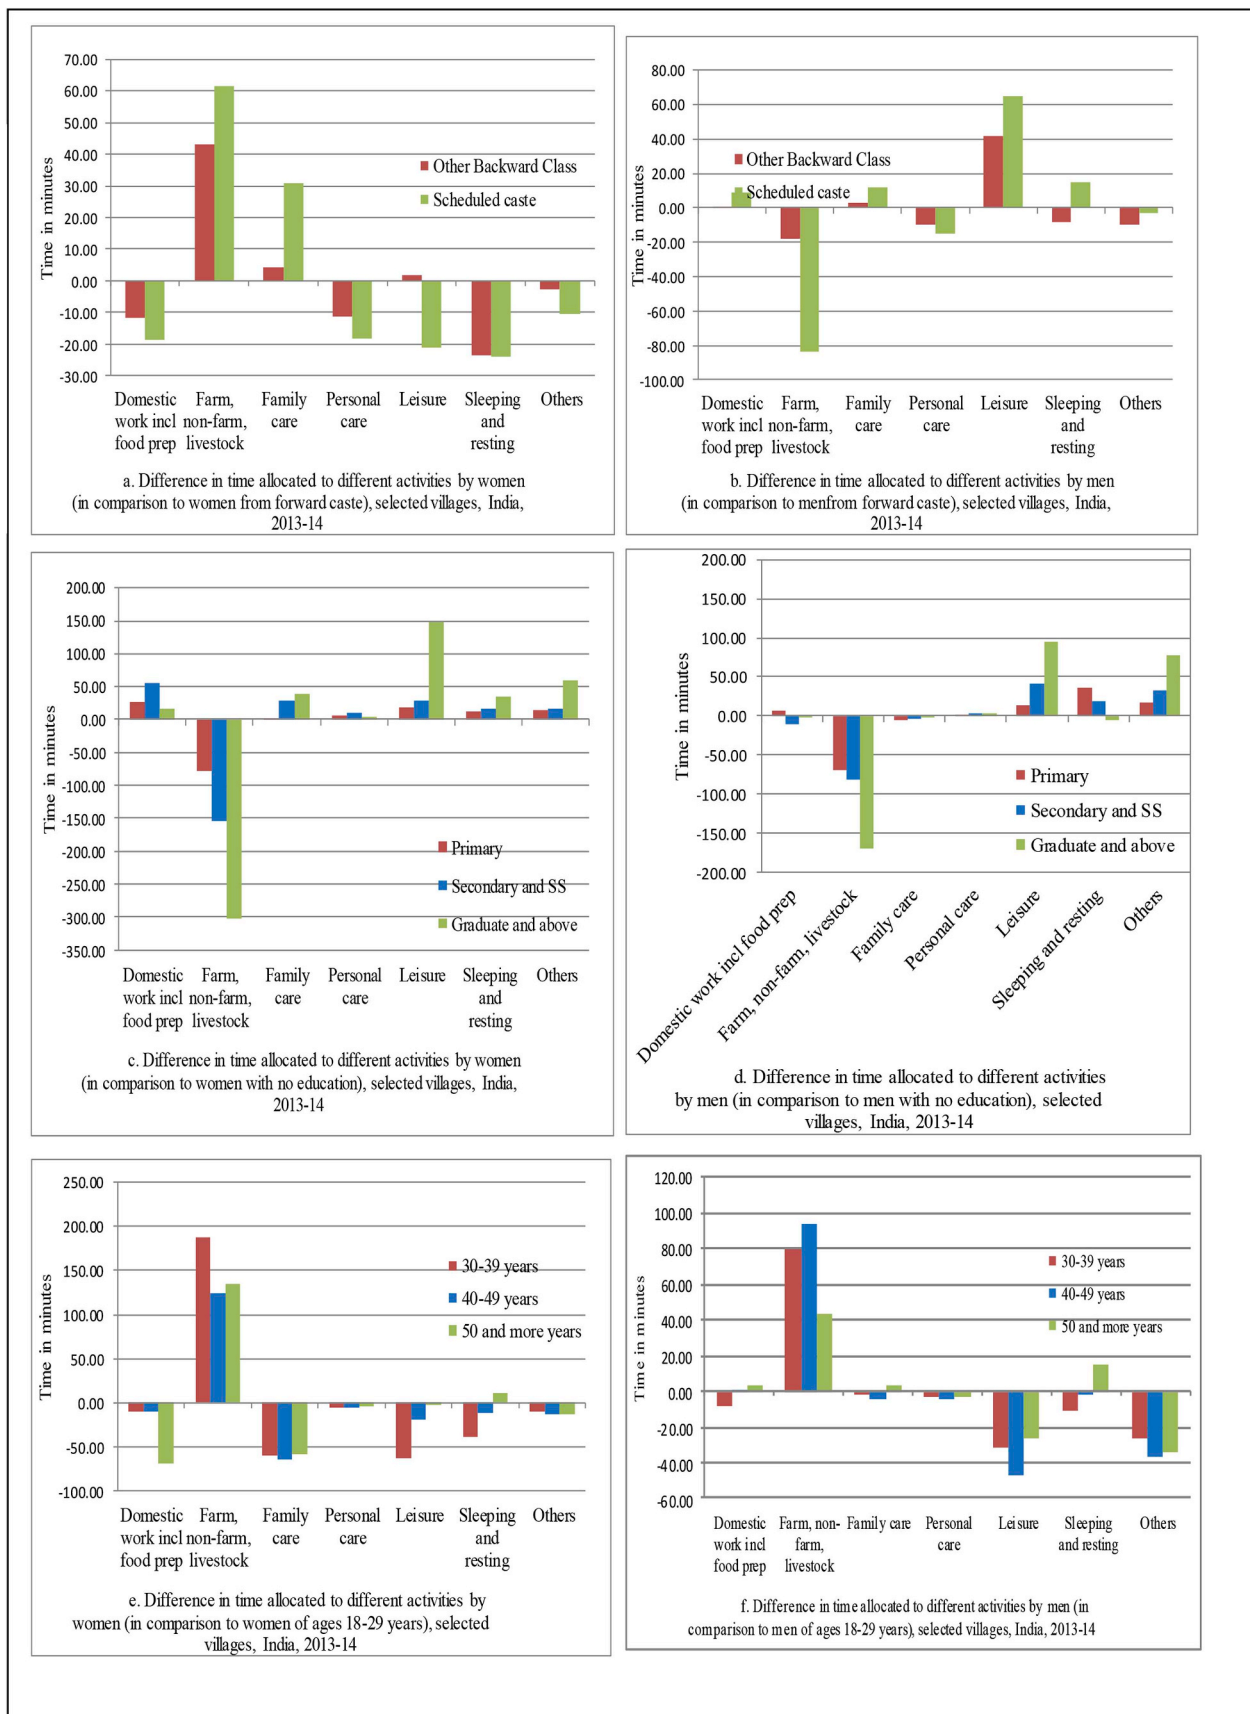 70.00
60.00
50.00
40.00
30.00
20.00
10.00
0.00
-10.00
-20.00
-30.00
Time in minutes
Other Backward Class
Scheduled caste
Domestic work incl food prep
Farm, non-farm, livestock
Family care
Personal care
Leisure
Sleeping and resting
Others
a. Difference in time allocated to different activities by women
(in comparison to women from forward caste), selected villages, India,
2013-14
80.00
60.00
40.00
20.00
0.00
-20.00
-40.00
-60.00
-80.00
-100.00
Time in minutes
Other Backward Class
Scheduled caste
Domestic work incl food prep
Farm, non-farm, livestock
Family care
Personal care
Leisure
Sleeping and resting
Others
b. Difference in time allocated to different activities by men
(in comparison to menfrom forward caste), selected villages, India,
2013-14
200.00
150.00
100.00
50.00
0.00
-50.00
-100.00
-150.00
-200.00
-250.00
-300.00
-350.00
Time in minutes
Primary
Secondary and SS
Graduate and above
Domestic work incl food prep
Farm, non-farm, livestock
Family care
Personal care
Leisure
Sleeping and resting
Others
c. Difference in time allocated to different activities by women
(in comparison to women with no education), selected villages, India,
2013-14
200.00
150.00
100.00
50.00
0.00
-50.00
-100.00
-150.00
-200.00
Time in minutes
Primary
Secondary and SS
Graduate and above
Domestic work incl food prep
Farm, non-farm, livestock
Family care
Personal care
Leisure
Sleeping and resting
Others
d. Difference in time allocated to different activities
by men (in comparison to men with no education), selected
villages, India, 2013-14
250.00
200.00
150.00
100.00
50.00
0.00
-50.00
-100.00
Time in minutes
30-39 years
40-49 years
50 and more years
Domestic work incl food prep
Farm, non-farm, livestock
Family care
Personal care
Leisure
Sleeping and resting
Others
e. Difference in time allocated to different activities by
women (in comparison to women of ages 18-29 years), selected
villages, India, 2013-14
120.00
100.00
80.00
60.00
40.00
20.00
0.00
-20.00
-40.00
-60.00
Time in minutes
30-39 years
40-49 years
50 and more years
Domestic work incl food prep
Farm, non-farm, livestock
Family care
Personal care
Leisure
Sleeping and resting
Others
f. Difference in time allocated to different activities by men (in
comparison to men of ages 18-29 years), selected villages, India, 2013-14